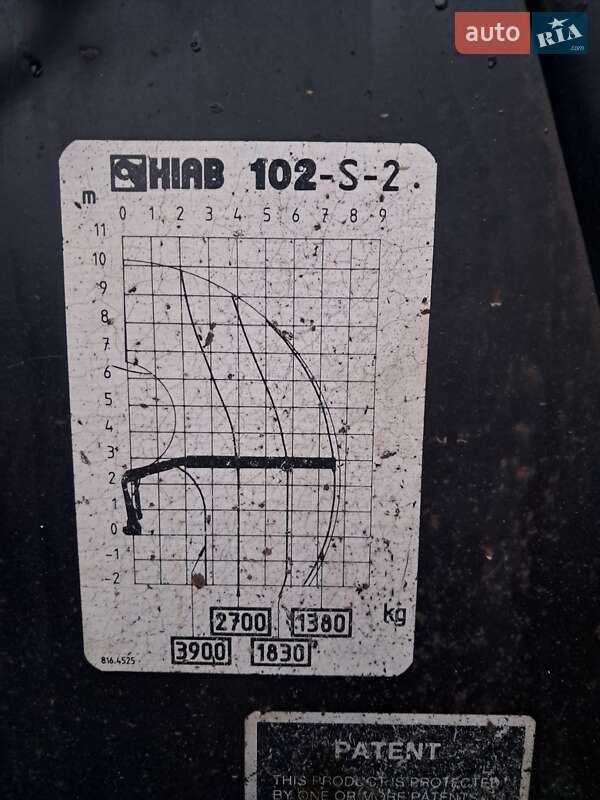 auto RIA .com
HIAB 102-S-2
m 0 1 2 3 4 5 6 7 8 9
11
10
9
8
7
6
5
4
3
2
1
0
-1
-2
2700 1380 kg
3900 1830
816.4525
PATENT
THIS PRODUCT IS PROTECTED
BY ONE OR MORE PATENTS